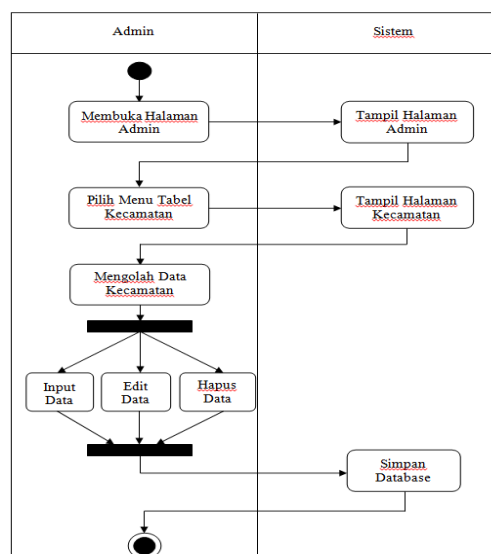 Admin
Sistem
Membuka Halaman
Admin
Tampil Halaman
Admin
Pilih Menu Tabel
Kecamatan
Tampil Halaman
Kecamatan
Mengolah Data
Kecamatan
Input
Data
Edit
Data
Hapus
Data
Simpan
Database